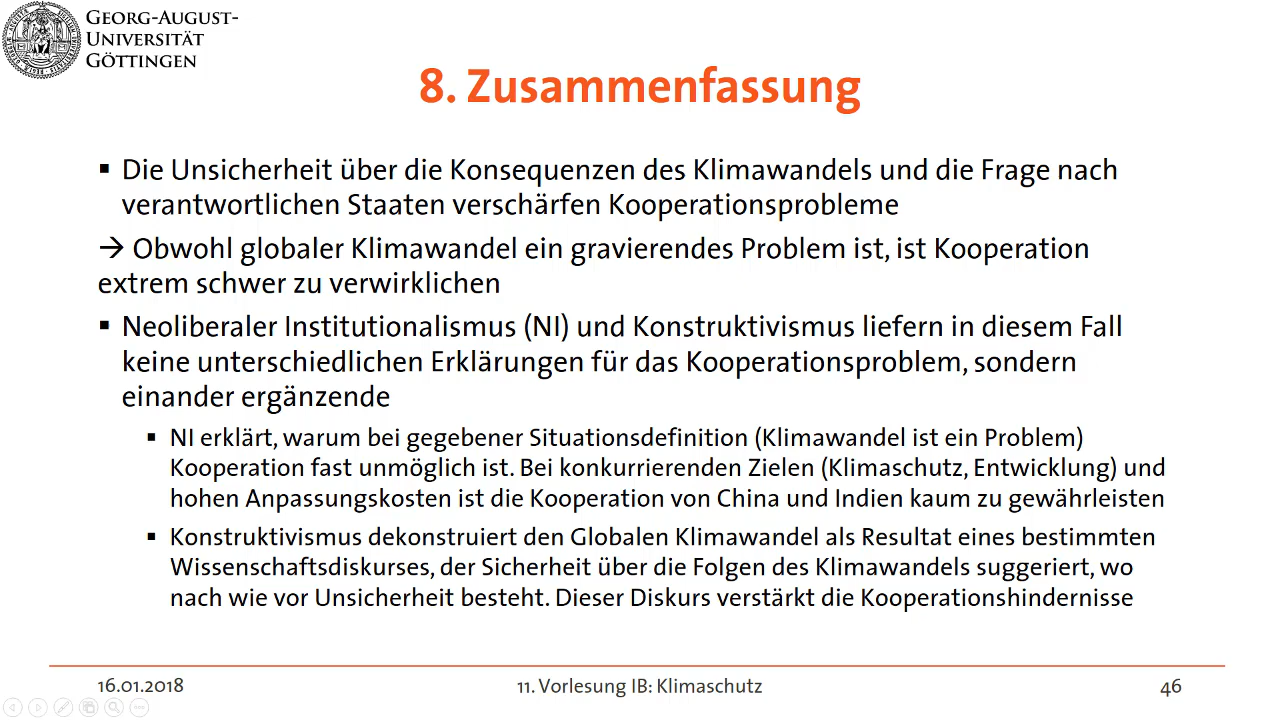 GEORG-AUGUST-
UNIVERSITÄT
GÖTTINGEN
8. Zusammenfassung
▪ Die Unsicherheit über die Konsequenzen des Klimawandels und die Frage nach
verantwortlichen Staaten verschärfen Kooperationsprobleme
→ Obwohl globaler Klimawandel ein gravierendes Problem ist, ist Kooperation
extrem schwer zu verwirklichen
▪ Neoliberaler Institutionalismus (NI) und Konstruktivismus liefern in diesem Fall
keine unterschiedlichen Erklärungen für das Kooperationsproblem, sondern
einander ergänzende
▪ NI erklärt, warum bei gegebener Situationsdefinition (Klimawandel ist ein Problem)
Kooperation fast unmöglich ist. Bei konkurrierenden Zielen (Klimaschutz, Entwicklung) und
hohen Anpassungskosten ist die Kooperation von China und Indien kaum zu gewährleisten
▪ Konstruktivismus dekonstruiert den Globalen Klimawandel als Resultat eines bestimmten
Wissenschaftsdiskurses, der Sicherheit über die Folgen des Klimawandels suggeriert, wo
nach wie vor Unsicherheit besteht. Dieser Diskurs verstärkt die Kooperationshindernisse
16.01.2018
11. Vorlesung IB: Klimaschutz
46